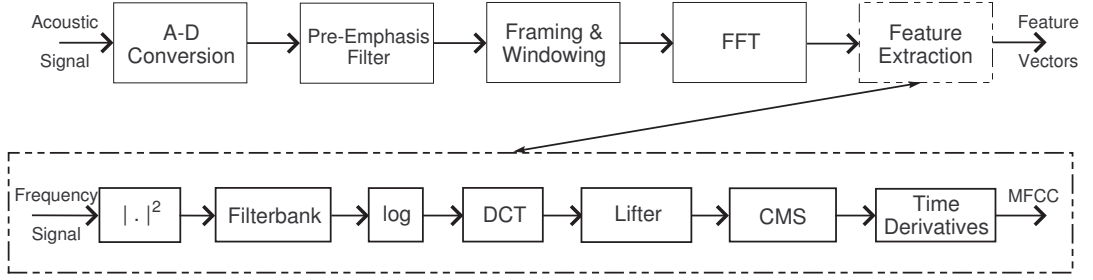 Acoustic
Signal
A-D
Conversion
Pre-Emphasis
Filter
Framing &
Windowing
FFT
Feature
Extraction
Feature
Vectors
Frequency
Signal
| . |²
Filterbank
log
DCT
Lifter
CMS
Time
Derivatives
MFCC